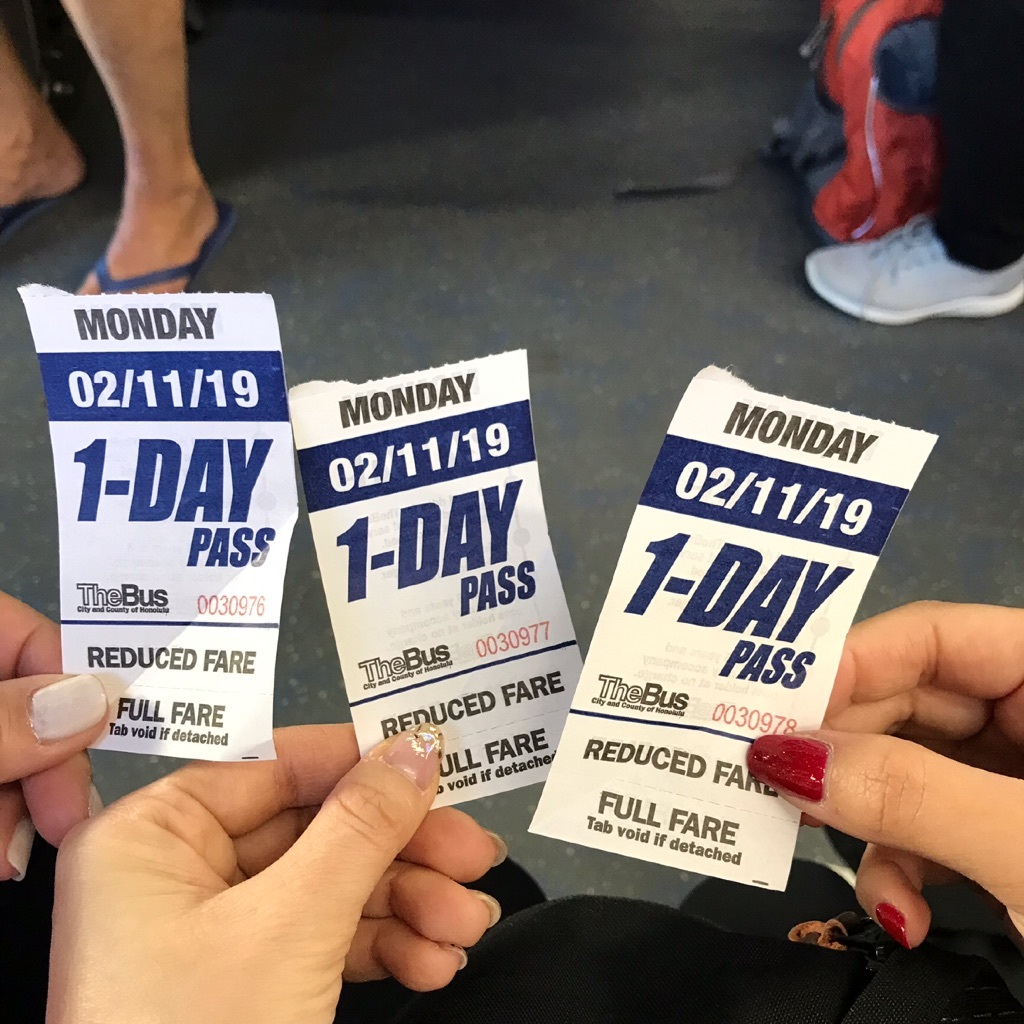 MONDAY
02/11/19
1-DAY
PASS
TheBus
City and County of Honolulu
0030976
REDUCED FARE
FULL FARE
Tab void if detached
MONDAY
02/11/19
1-DAY
PASS
TheBus
City and County of Honolulu
0030977
REDUCED FARE
ULL FARE
void if detached
MONDAY
02/11/19
1-DAY
PASS
TheBus
City and County of Honolulu
0030978
REDUCED FARE
FULL FARE
Tab void if detached